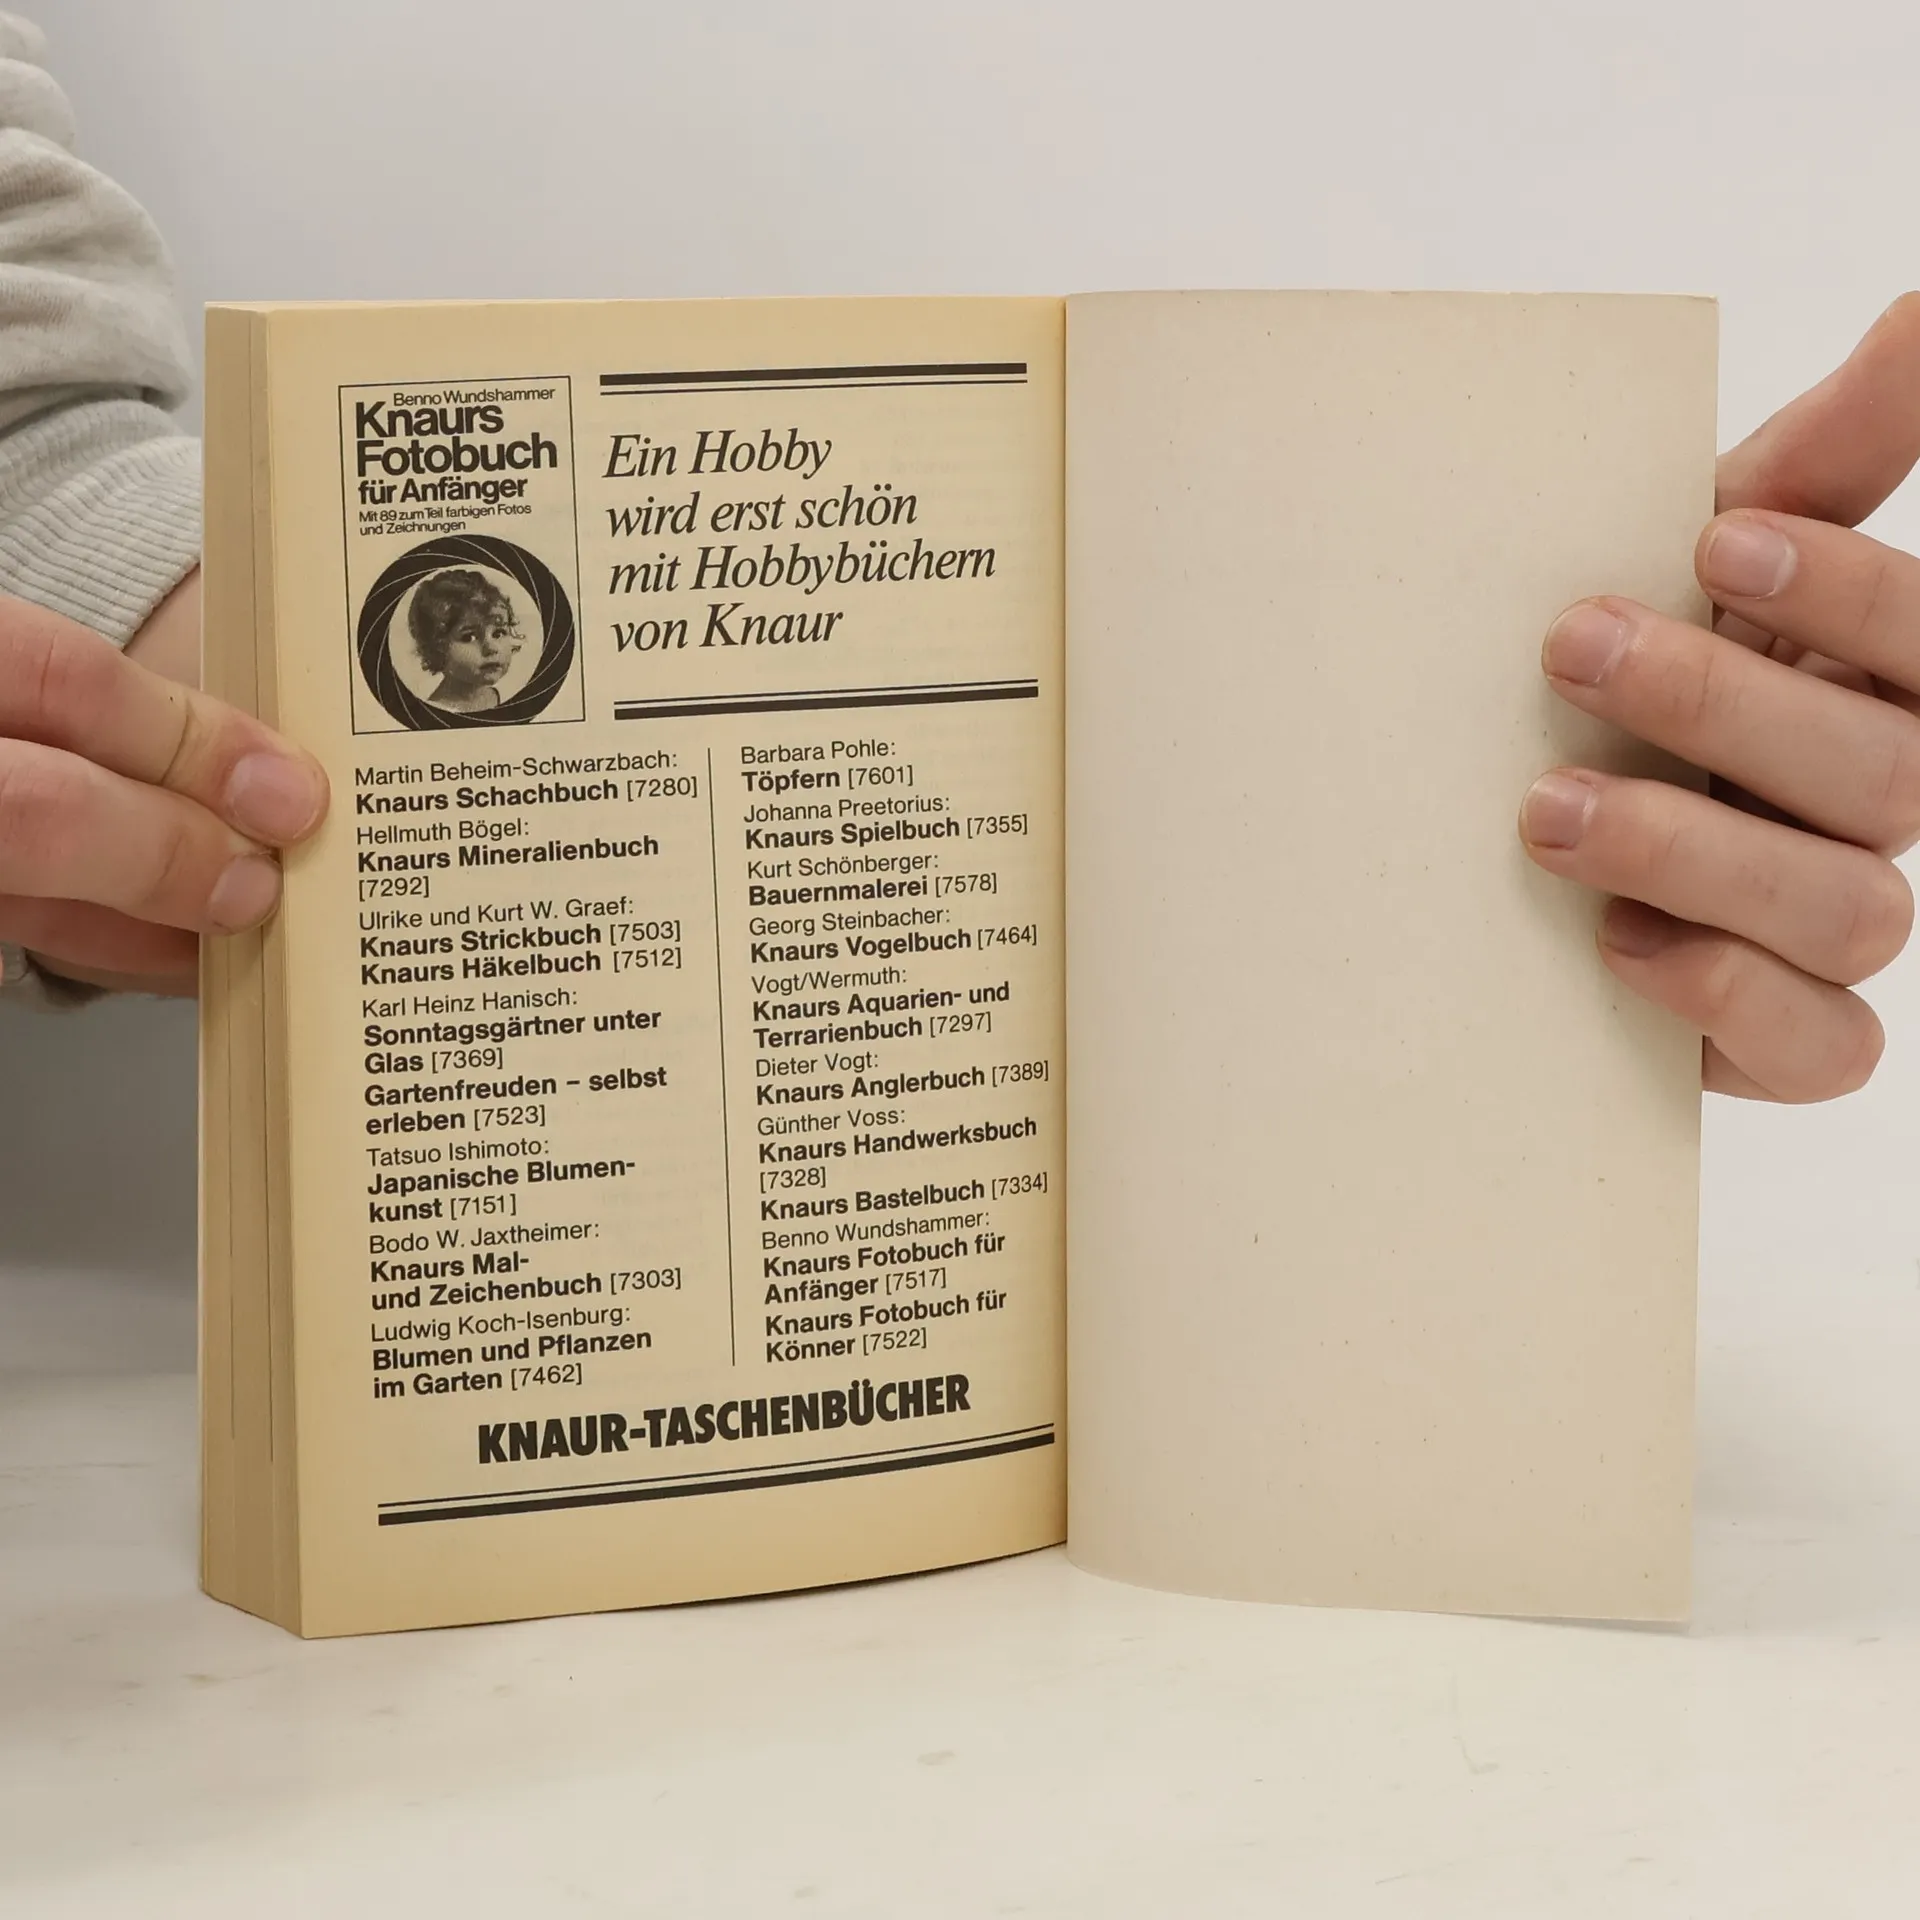 Benno Wundshammer
Knaurs
Fotobuch
für Anfänger
Mit 89 zum Teil farbigen Fotos
und Zeichnungen
Ein Hobby
wird erst schön
mit Hobbybüchern
von Knaur
Martin Beheim-Schwarzbach:
Knaurs Schachbuch [7280]
Hellmuth Bögel:
Knaurs Mineralienbuch
[7292]
Ulrike und Kurt W. Graef:
Knaurs Strickbuch [7503]
Knaurs Häkelbuch [7512]
Karl Heinz Hanisch:
Sonntagsgärtner unter
Glas [7369]
Gartenfreuden – selbst
erleben [7523]
Tatsuo Ishimoto:
Japanische Blumen-
kunst [7151]
Bodo W. Jaxtheimer:
Knaurs Mal-
und Zeichenbuch [7303]
Ludwig Koch-Isenburg:
Blumen und Pflanzen
im Garten [7462]
Barbara Pohle:
Töpfern [7601]
Johanna Preetorius:
Knaurs Spielbuch [7355]
Kurt Schönberger:
Bauernmalerei [7578]
Georg Steinbacher:
Knaurs Vogelbuch [7464]
Vogt/Wermuth:
Knaurs Aquarien- und
Terrarienbuch [7297]
Dieter Vogt:
Knaurs Anglerbuch [7389]
Günther Voss:
Knaurs Handwerksbuch
[7328]
Knaurs Bastelbuch [7334]
Benno Wundshammer:
Knaurs Fotobuch für
Anfänger [7517]
Knaurs Fotobuch für
Könner [7522]
KNAUR-TASCHENBÜCHER